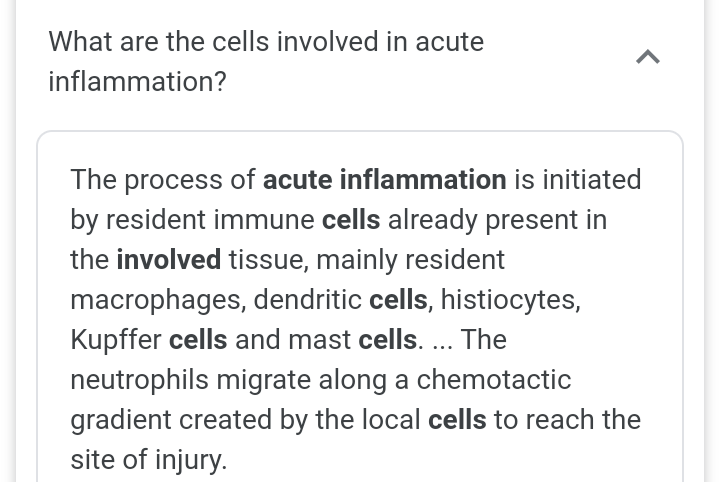 What are the cells involved in acute
inflammation?
The process of acute inflammation is initiated
by resident immune cells already present in
the involved tissue, mainly resident
macrophages, dendritic cells, histiocytes,
Kupffer cells and mast cells. ... The
neutrophils migrate along a chemotactic
gradient created by the local cells to reach the
site of injury.